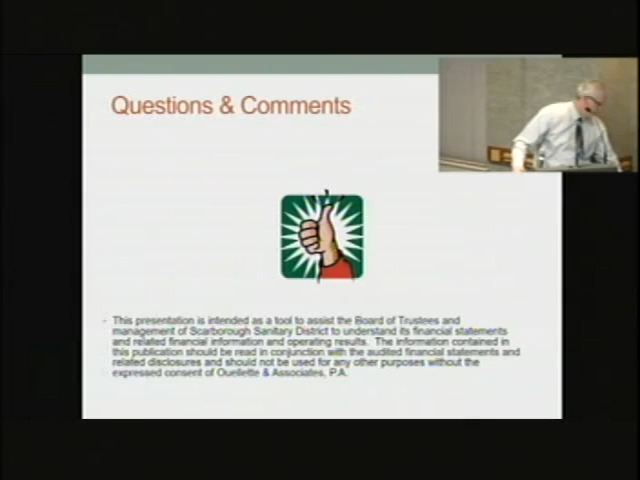 Questions & Comments
- This presentation is intended as a tool to assist the Board of Trustees and
management of Scarborough Sanitary District to understand its financial statements
and related financial information and operating results. The information contained in
this publication should be read in conjunction with the audited financial statements and
related disclosures and should not be used for any other purposes without the
expressed consent of Ouellette & Associates, P.A.